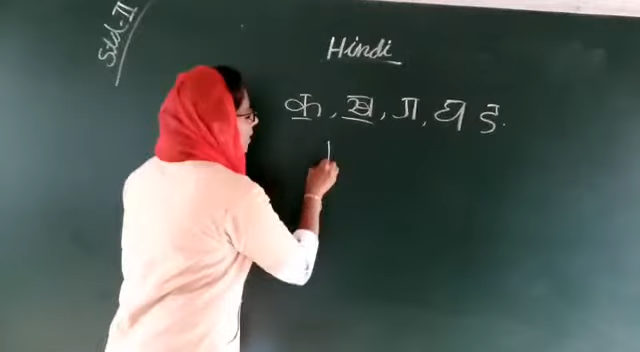 Std-II
Hindi
क, ख, ग, घ ङ.